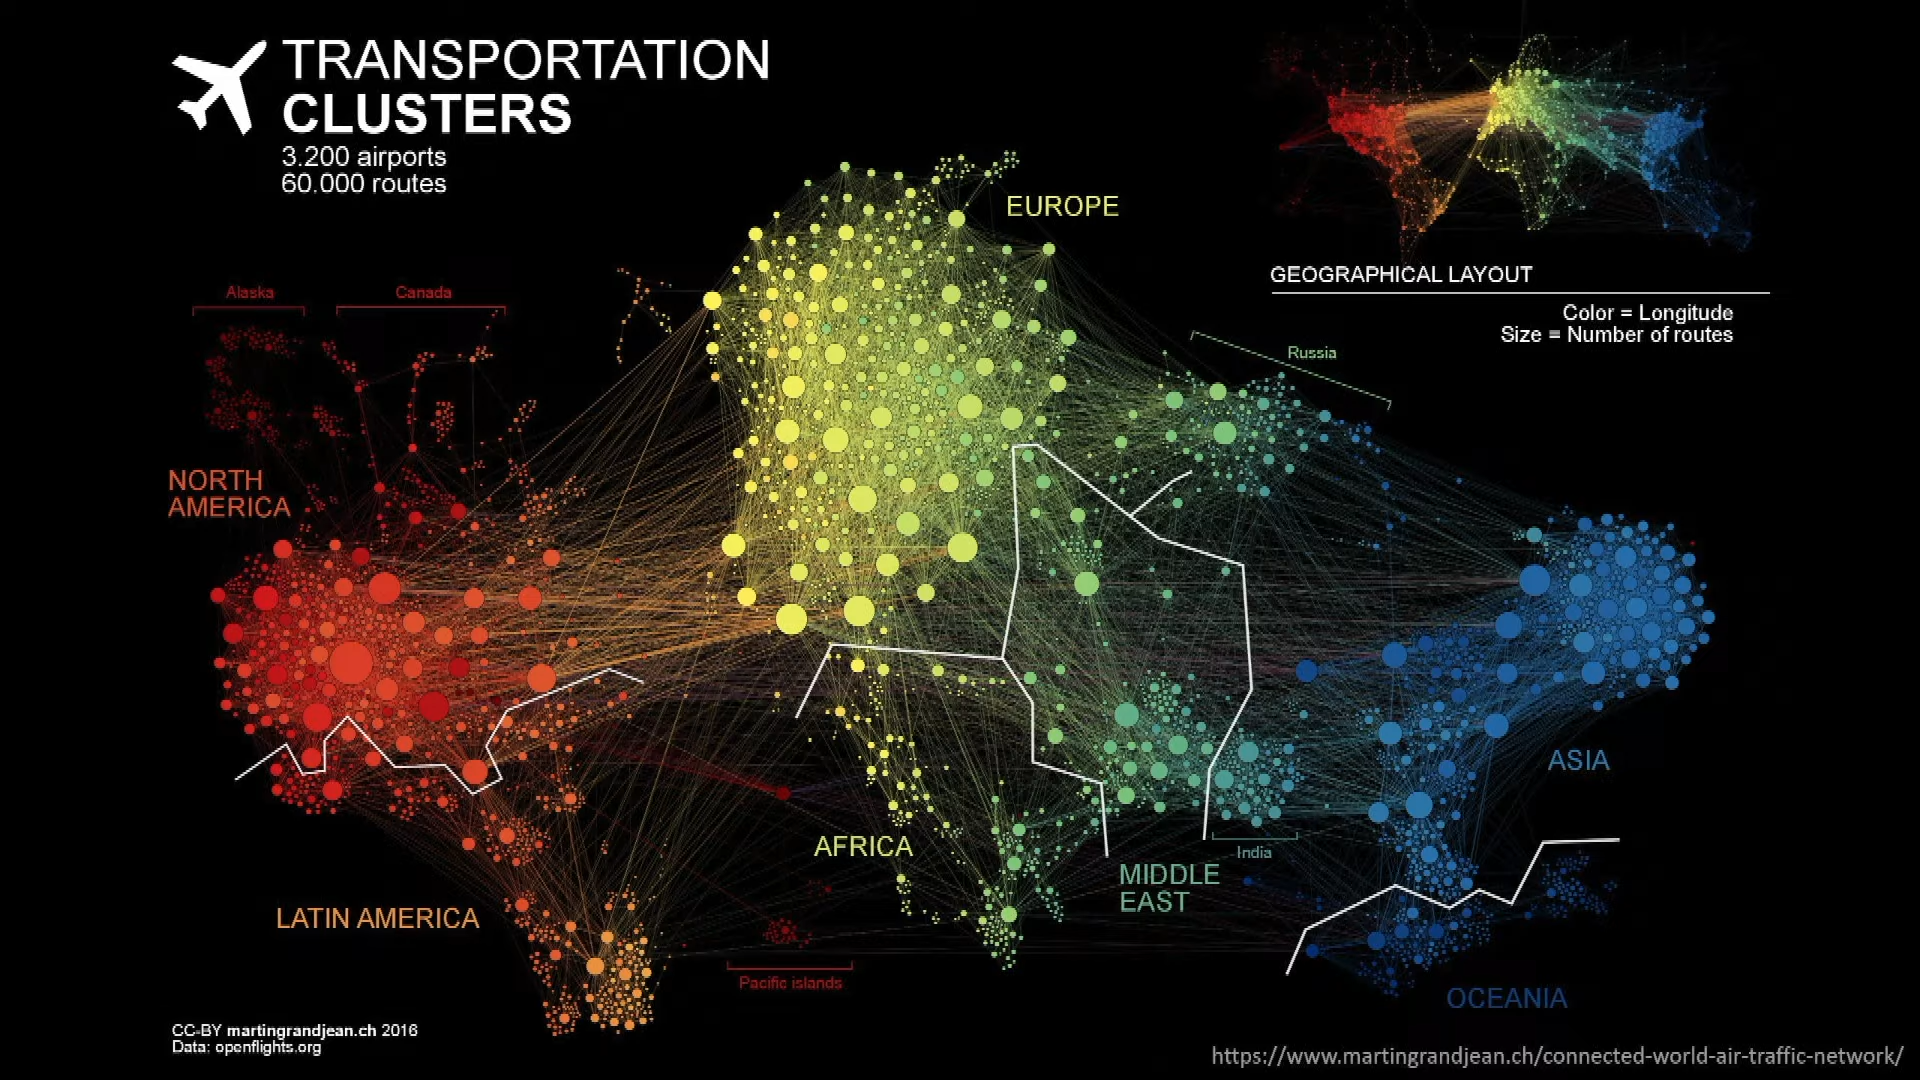 TRANSPORTATION
CLUSTERS
3.200 airports
60.000 routes
EUROPE
GEOGRAPHICAL LAYOUT
Color = Longitude
Size = Number of routes
Alaska
Canada
Russia
NORTH
AMERICA
ASIA
AFRICA
India
MIDDLE
EAST
LATIN AMERICA
Pacific islands
OCEANIA
CC-BY martingrandjean.ch 2016
Data: openflights.org
https://www.martingrandjean.ch/connected-world-air-traffic-network/